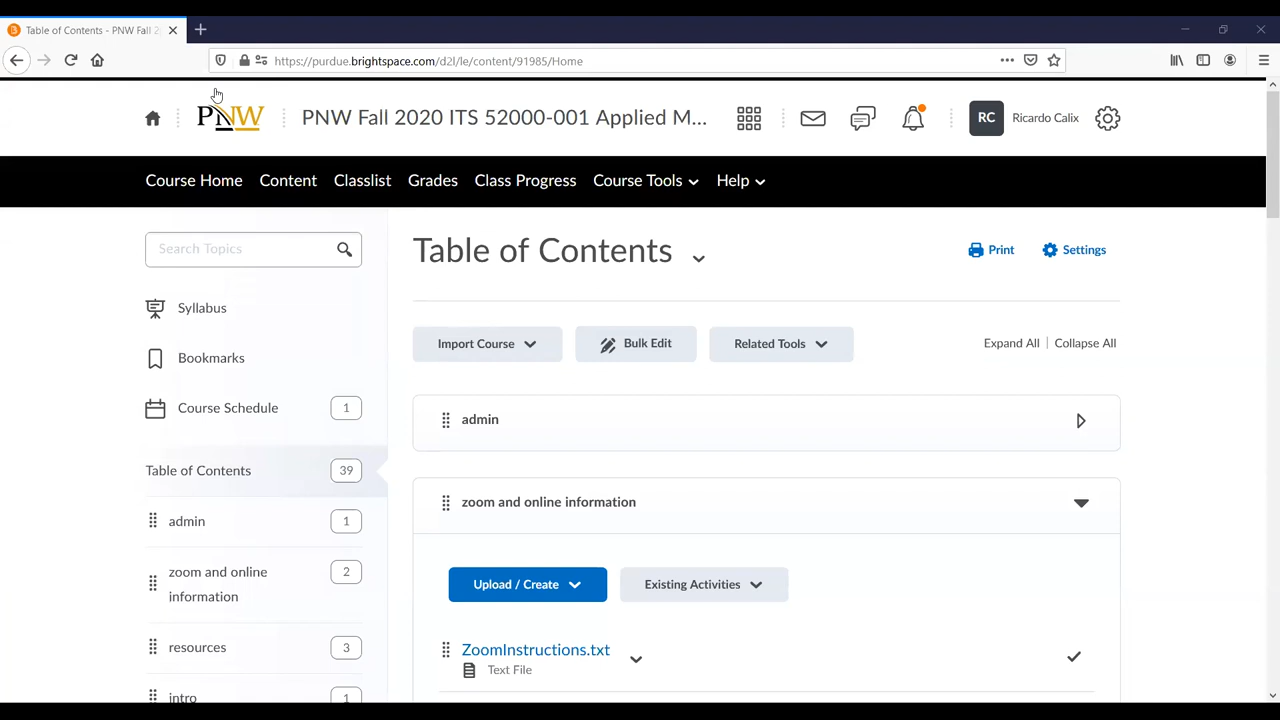 Table of Contents - PNW Fall 2
https://purdue.brightspace.com/d2l/le/content/91985/Home
PNW
PNW Fall 2020 ITS 52000-001 Applied M...
RC
Ricardo Calix
Course Home
Content
Classlist
Grades
Class Progress
Course Tools
Help
Search Topics
Syllabus
Bookmarks
Course Schedule
1
Table of Contents
39
admin
1
zoom and online
information
2
resources
3
intro
1
Table of Contents
Print
Settings
Import Course
Bulk Edit
Related Tools
Expand All
Collapse All
admin
zoom and online information
Upload / Create
Existing Activities
ZoomInstructions.txt
Text File